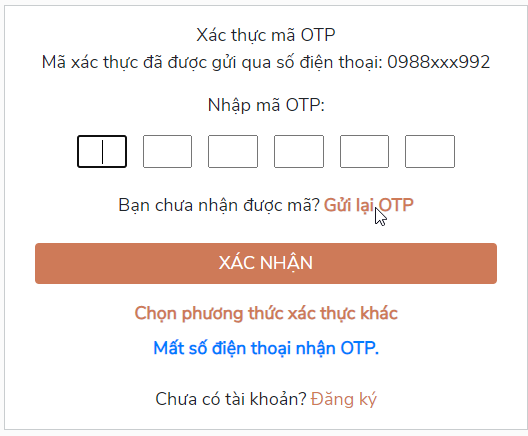 Xác thực mã OTP
Mã xác thực đã được gửi qua số điện thoại: 0988xxx992
Nhập mã OTP:
Bạn chưa nhận được mã? Gửi lại OTP
XÁC NHẬN
Chọn phương thức xác thực khác
Mất số điện thoại nhận OTP.
Chưa có tài khoản? Đăng ký